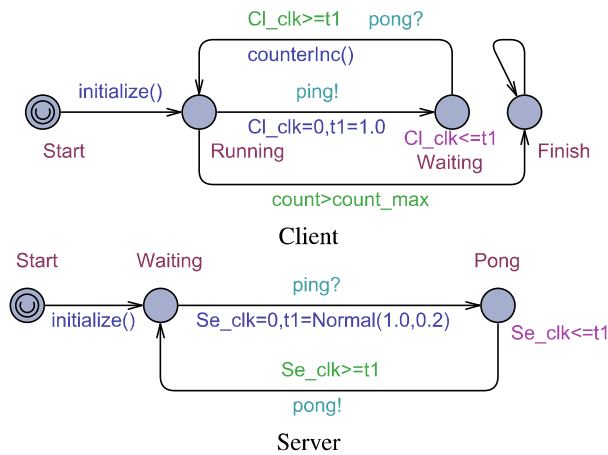 Cl_clk>=t1 pong?
initialize()
counterInc()
ping!
Cl_clk=0,t1=1.0
Cl_clk<=t1
Start Running Waiting Finish
count>count_max
Client
Start Waiting Pong
ping?
initialize() Se_clk=0,t1=Normal(1.0,0.2)
Se_clk<=t1
Se_clk>=t1
pong!
Server